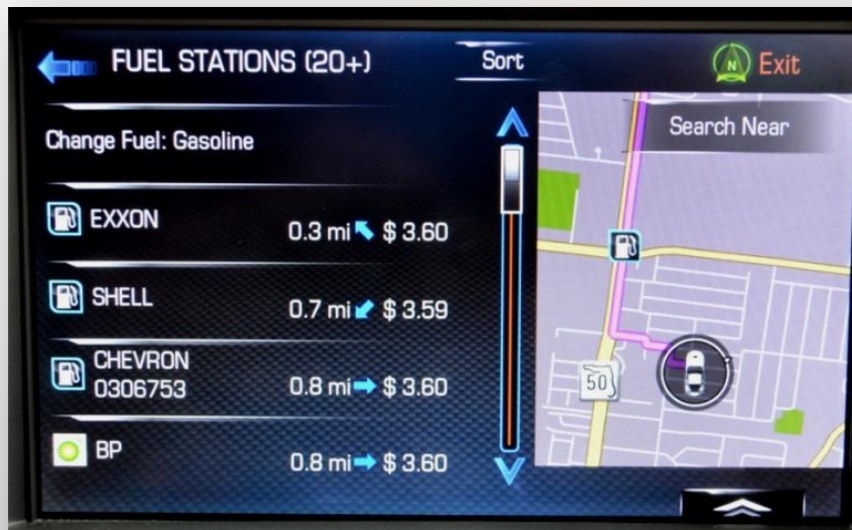 FUEL STATIONS (20+)
Sort
N
Exit
Change Fuel: Gasoline
Search Near
EXXON
0.3 mi $ 3.60
SHELL
0.7 mi $ 3.59
CHEVRON
0306753
0.8 mi $ 3.60
BP
0.8 mi $ 3.60
50